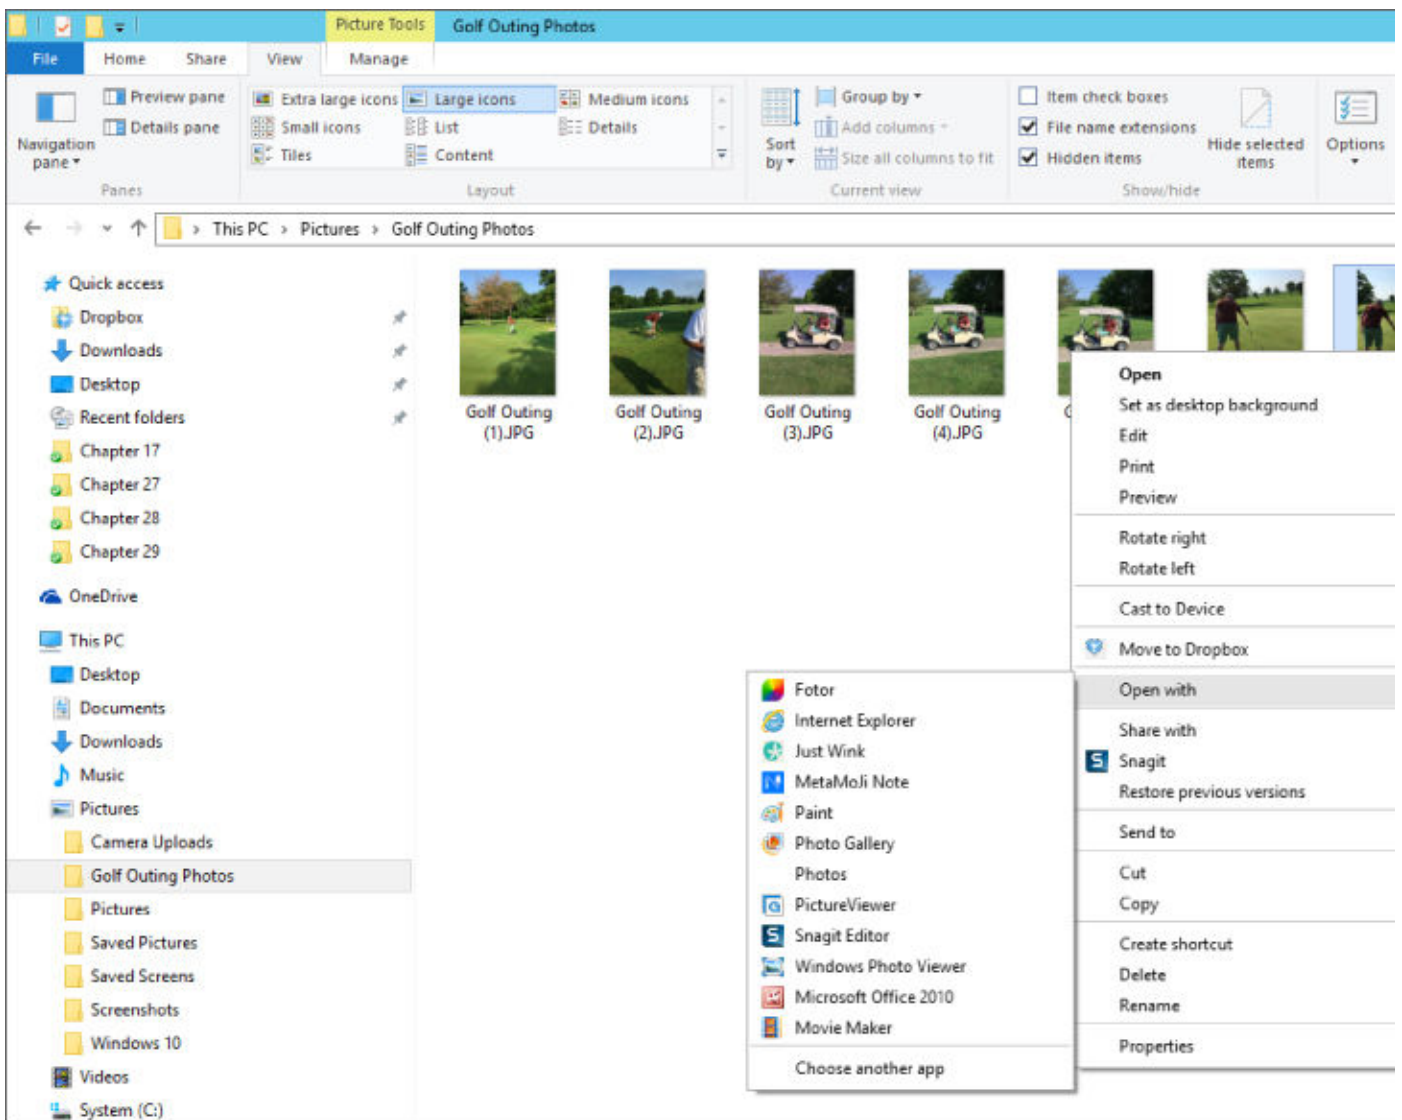 Picture Tools
Golf Outing Photos
File
Home
Share
View
Manage
Navigation
pane
Preview pane
Details pane
Panes
Extra large icons
Large icons
Medium icons
Small icons
List
Details
Tiles
Content
Layout
Sort
by
Group by
Add columns
Size all columns to fit
Current view
Item check boxes
File name extensions
Hidden items
Hide selected
items
Show/hide
Options
This PC > Pictures > Golf Outing Photos
Quick access
Dropbox
Downloads
Desktop
Recent folders
Chapter 17
Chapter 27
Chapter 28
Chapter 29
OneDrive
This PC
Desktop
Documents
Downloads
Music
Pictures
Camera Uploads
Golf Outing Photos
Pictures
Saved Pictures
Saved Screens
Screenshots
Windows 10
Videos
System (C:)
Golf Outing
(1).JPG
Golf Outing
(2).JPG
Golf Outing
(3).JPG
Golf Outing
(4).JPG
Open
Set as desktop background
Edit
Print
Preview
Rotate right
Rotate left
Cast to Device
Move to Dropbox
Open with
Share with
Snagit
Restore previous versions
Send to
Cut
Copy
Create shortcut
Delete
Rename
Properties
Fotor
Internet Explorer
Just Wink
MetaMoJi Note
Paint
Photo Gallery
Photos
PictureViewer
Snagit Editor
Windows Photo Viewer
Microsoft Office 2010
Movie Maker
Choose another app